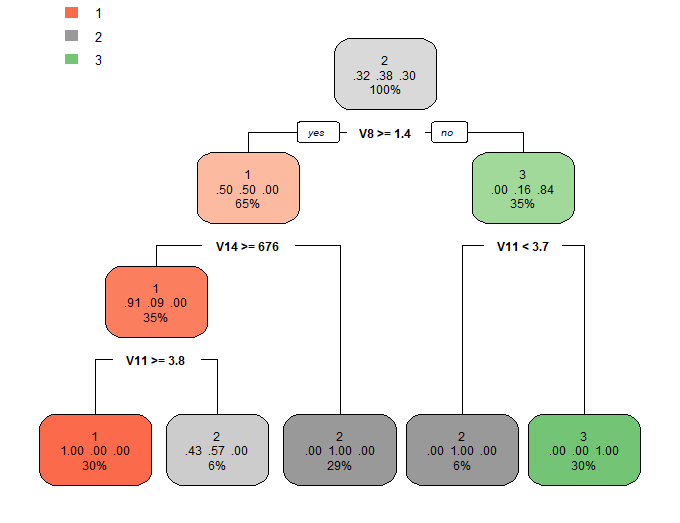 1
2
3
2
.32 .38 .30
100%
yes
V8 >= 1.4
no
1
.50 .50 .00
65%
3
.00 .16 .84
35%
V14 >= 676
V11 < 3.7
1
.91 .09 .00
35%
V11 >= 3.8
1
1.00 .00 .00
30%
2
.43 .57 .00
6%
2
.00 1.00 .00
29%
2
.00 1.00 .00
6%
3
.00 .00 1.00
30%